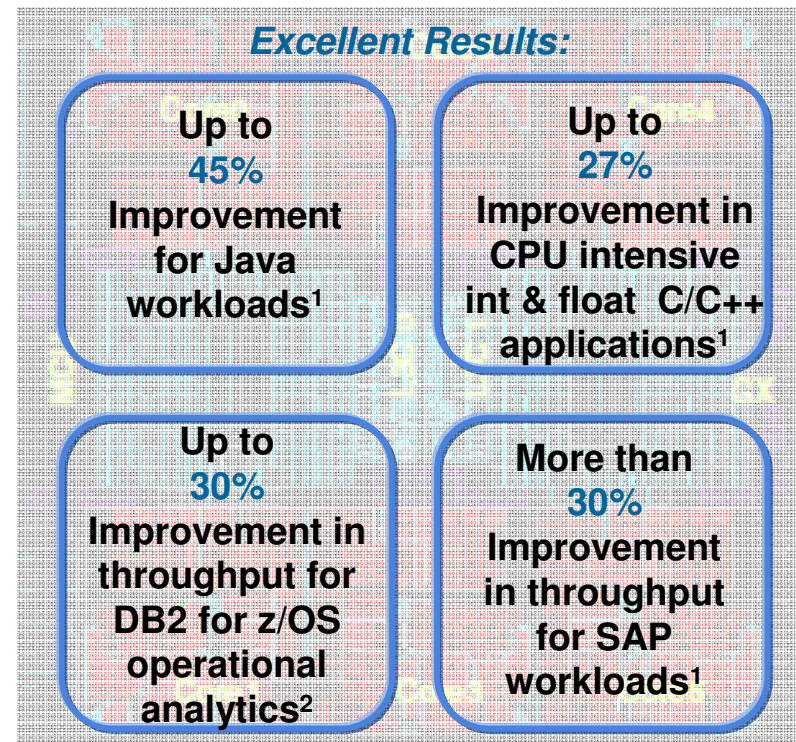 Excellent Results:
Up to
45%
Improvement
for Java
workloads¹
Up to
27%
Improvement in
CPU intensive
int & float C/C++
applications¹
Up to
30%
Improvement in
throughput for
DB2 for z/OS
operational
analytics²
More than
30%
Improvement
in throughput
for SAP
workloads¹